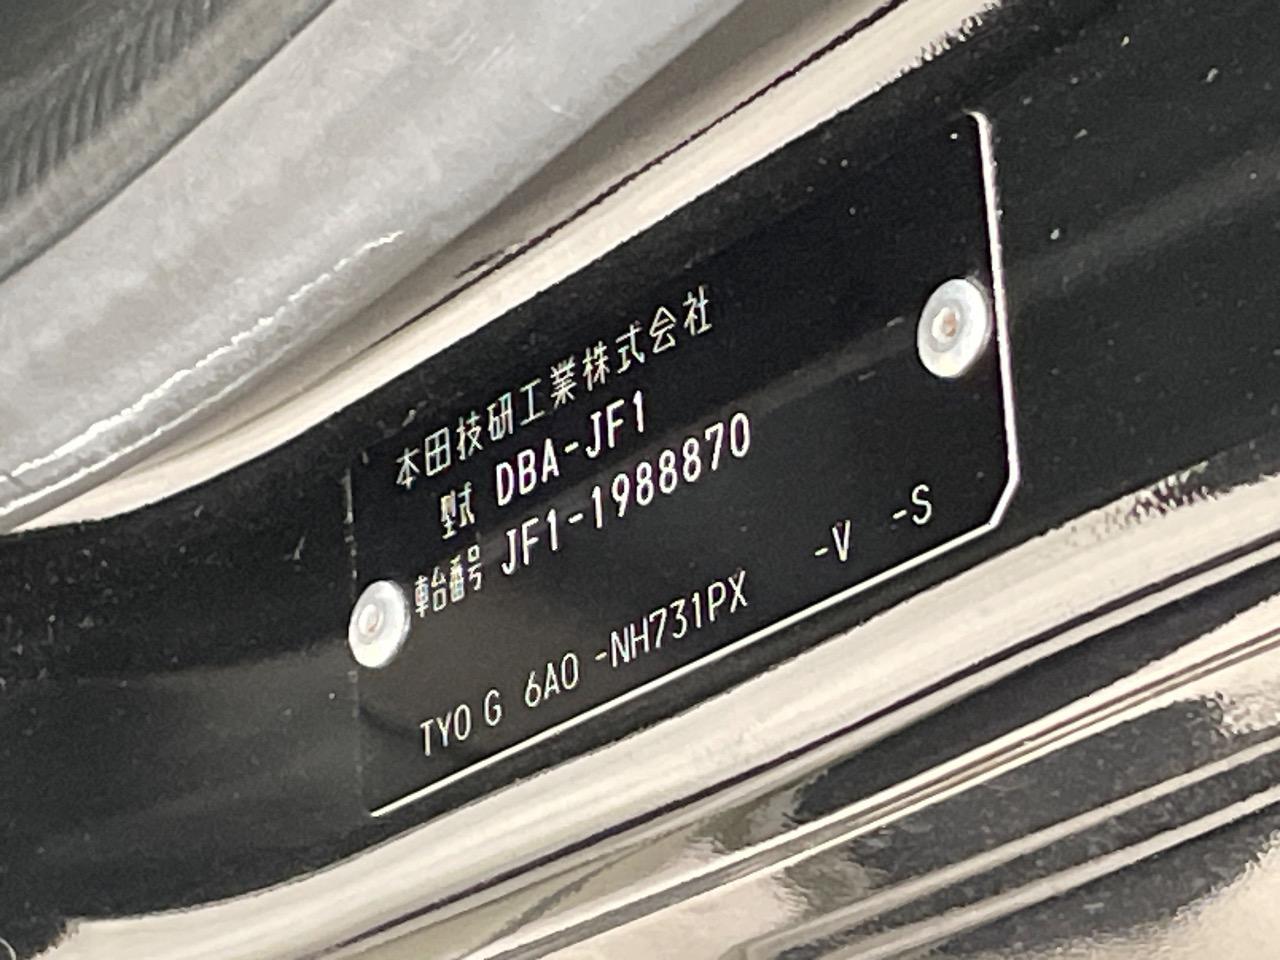 本田技研工業株式会社
型式 DBA-JF1
車台番号 JF1-1988870
-V -S
TYO G 6A0 -NH731PX